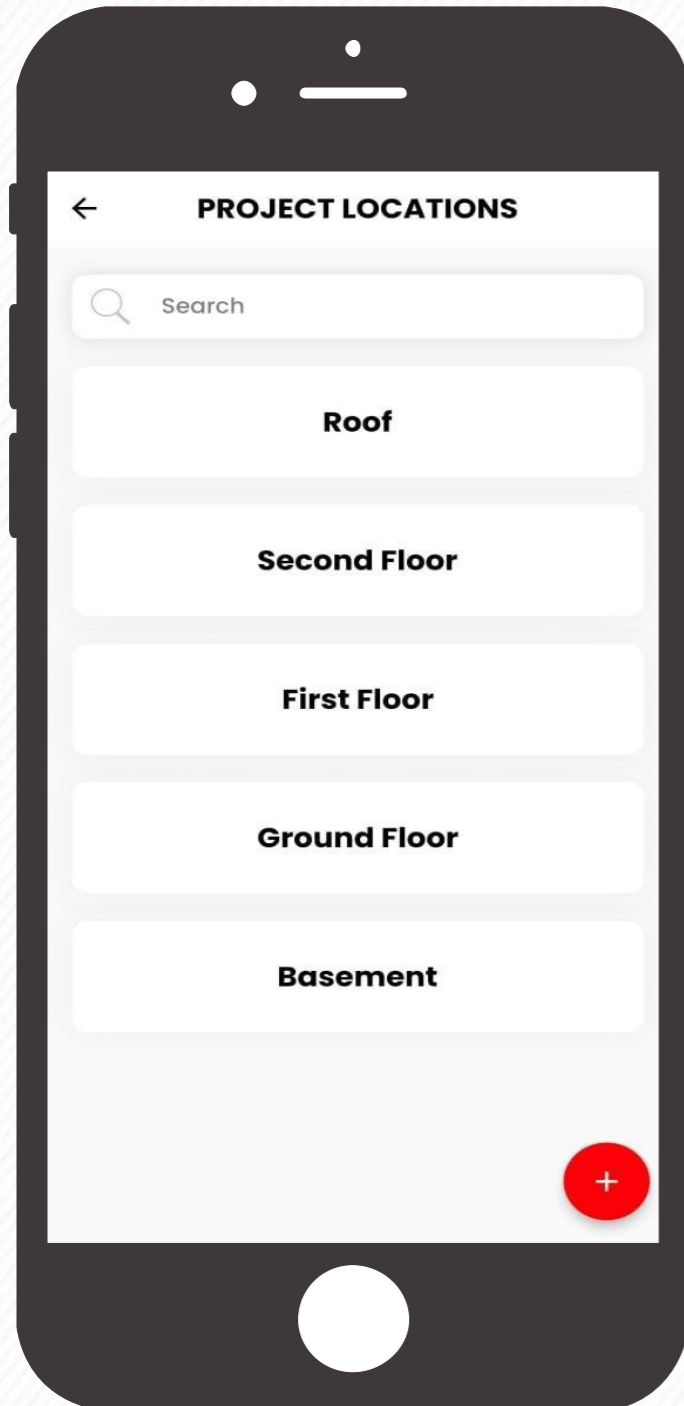 PROJECT LOCATIONS
Search
Roof
Second Floor
First Floor
Ground Floor
Basement
+